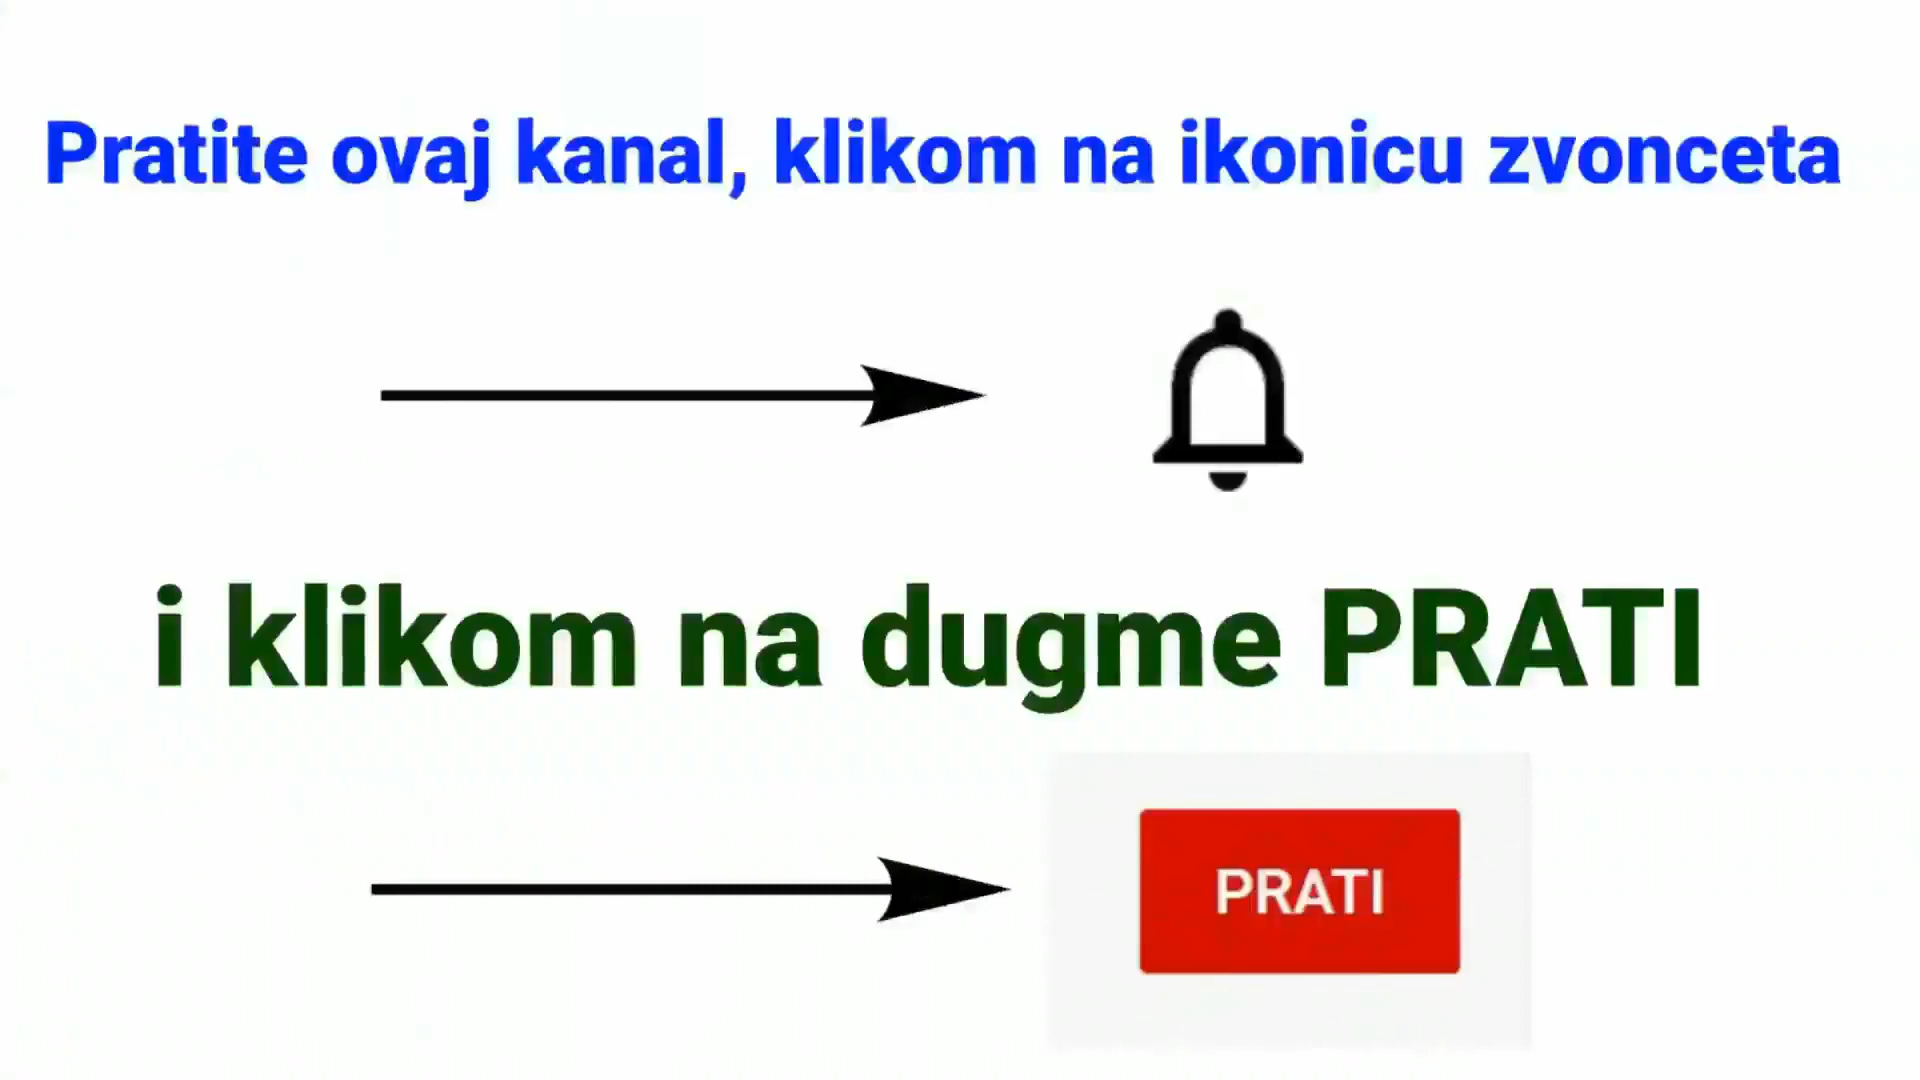 Pratite ovaj kanal, klikom na ikonicu zvonceta
i klikom na dugme PRATI
PRATI